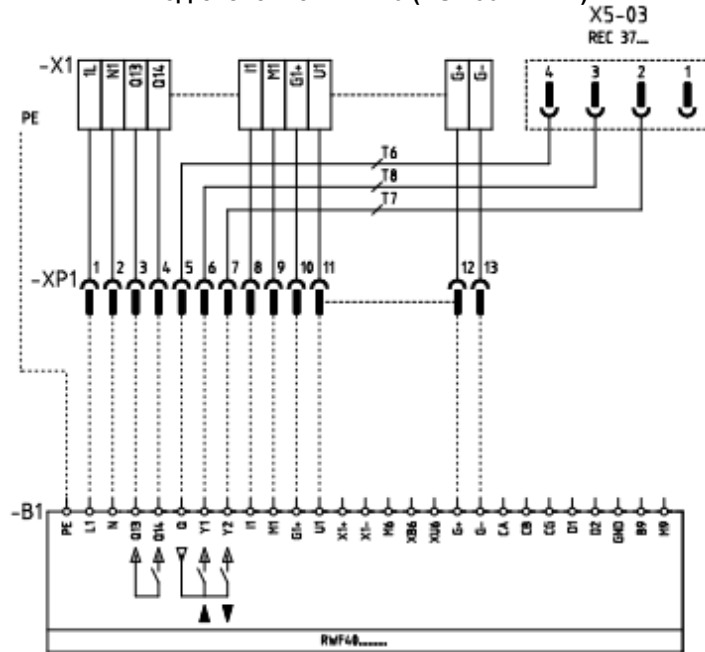 X5-03
REC 37...
-X1
1L N1 Q13 Q14 I1 M1 G1+ U1 G+ G-
4 3 2 1
PE
T6
T8
T7
-XP1
1 2 3 4 5 6 7 8 9 10 11 12 13
-B1
PE L1 N Q13 Q14 Q Y1 Y2 I1 M1 G1+ U1 X1+ X1- M6 XB6 XU6 G+ G- CA CB CG D1 D2 GND B9 M9
RWF40.......